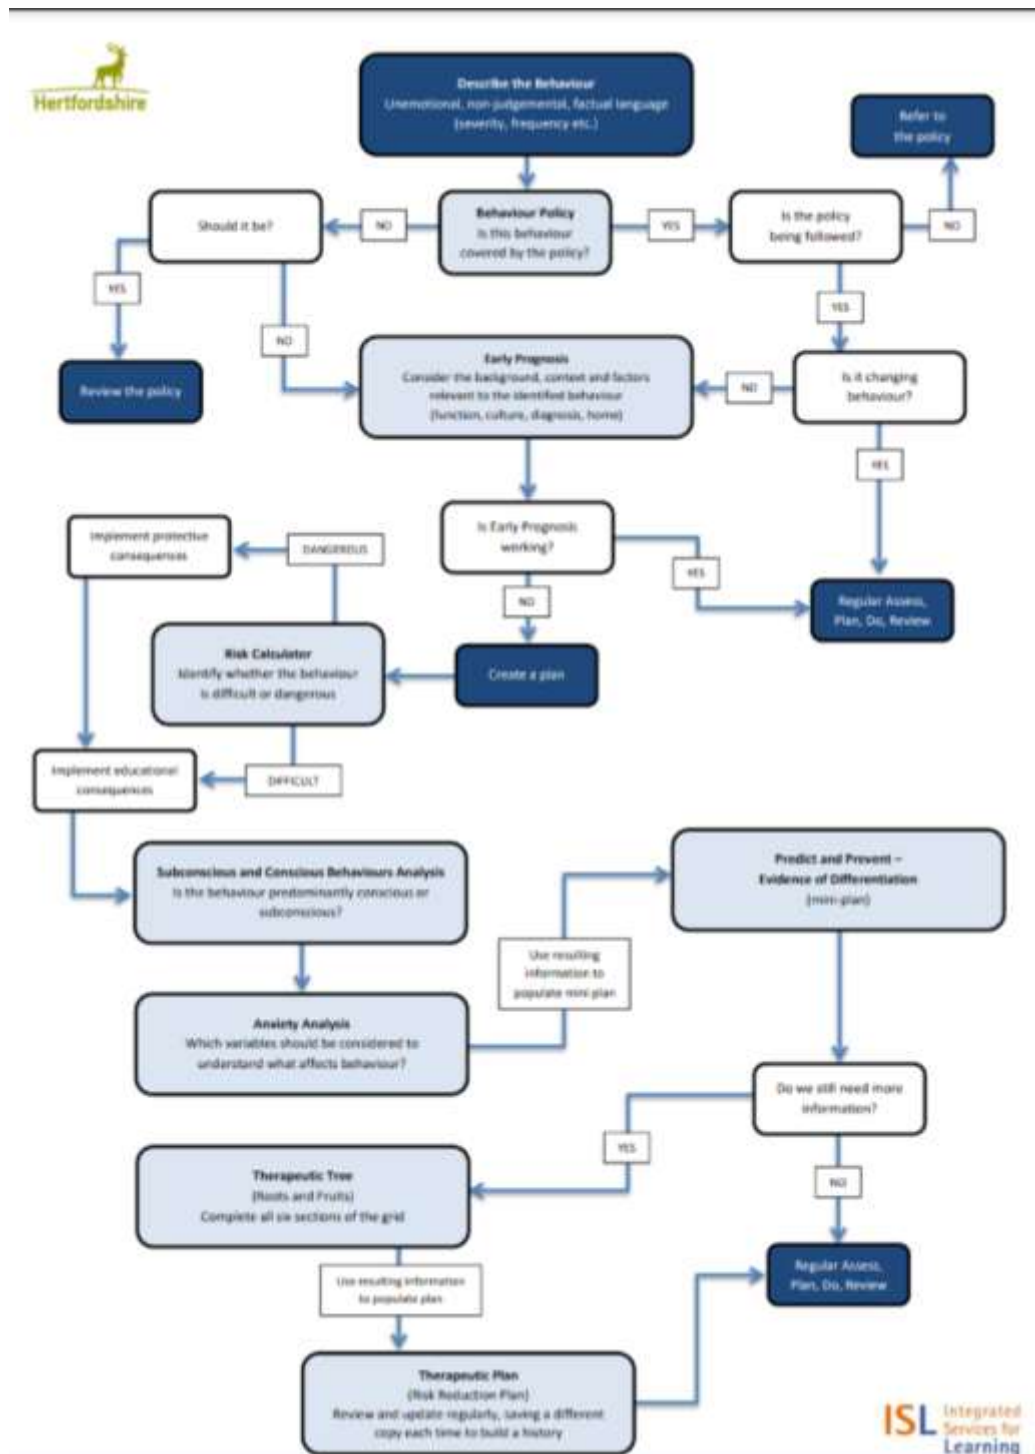 Hertfordshire
Describe the Behaviour
Unemotional, non-judgemental, factual language
(severity, frequency etc.)
Refer to
the policy
Should it be?
NO
Behaviour Policy
Is this behaviour
covered by the policy?
YES
Is the policy
being followed?
NO
YES
NO
YES
Review the policy
Early Prognosis
Consider the background, context and factors
relevant to the identified behaviour
(function, culture, diagnosis, home)
NO
Is it changing
behaviour?
YES
Implement protective
consequences
DANGEROUS
Is Early Prognosis
working?
YES
NO
Regular Assess,
Plan, Do, Review
Risk Calculator
Identify whether the behaviour
is difficult or dangerous
Create a plan
Implement educational
consequences
DIFFICULT
Subconscious and Conscious Behaviours Analysis
Is the behaviour predominantly conscious or
subconscious?
Predict and Prevent –
Evidence of Differentiation
(mini-plan)
Use resulting
information to
populate mini plan
Anxiety Analysis
Which variables should be considered to
understand what affects behaviour?
Do we still need more
information?
YES
NO
Therapeutic Tree
(Roots and Fruits)
Complete all six sections of the grid
Use resulting information
to populate plan
Regular Assess,
Plan, Do, Review
Therapeutic Plan
(Risk Reduction Plan)
Review and update regularly, saving a different
copy each time to build a history
ISL Integrated
Services for
Learning